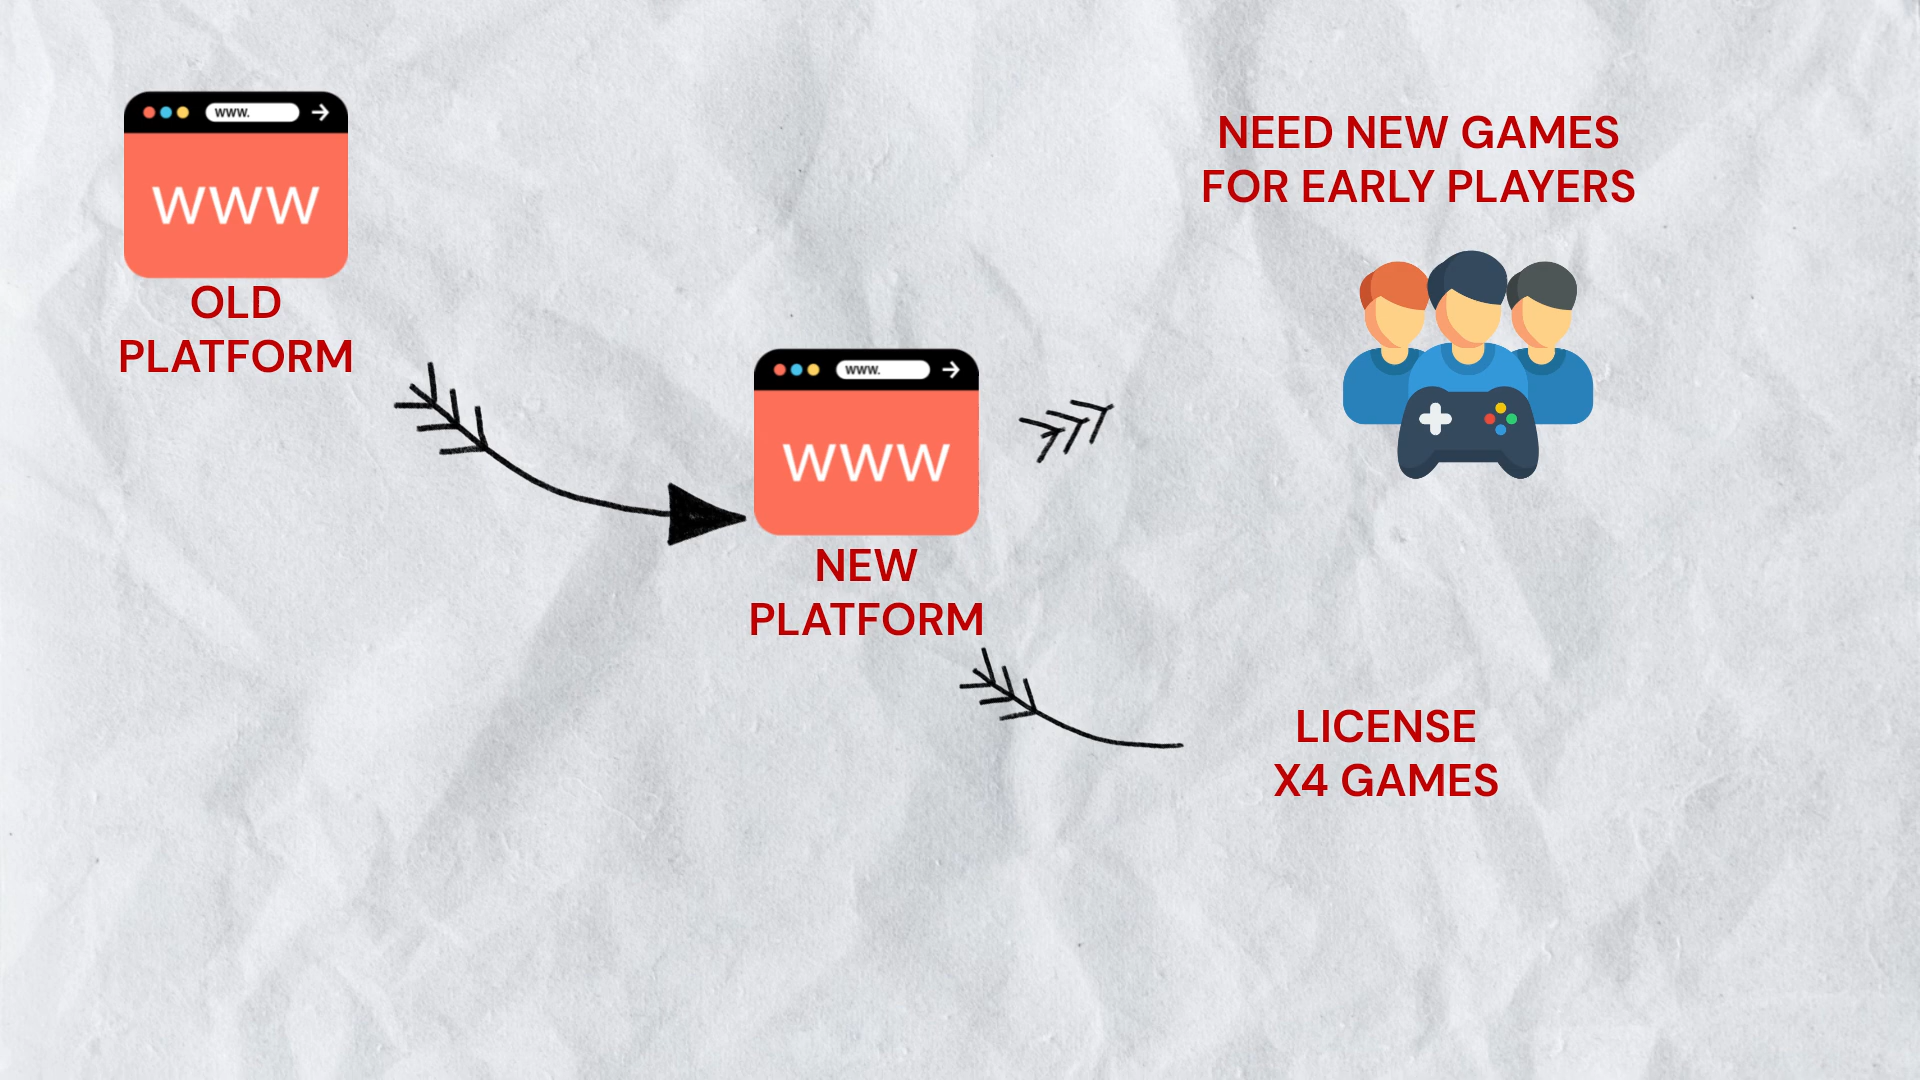 www.
www
OLD
PLATFORM
www.
www
NEW
PLATFORM
NEED NEW GAMES
FOR EARLY PLAYERS
LICENSE
X4 GAMES